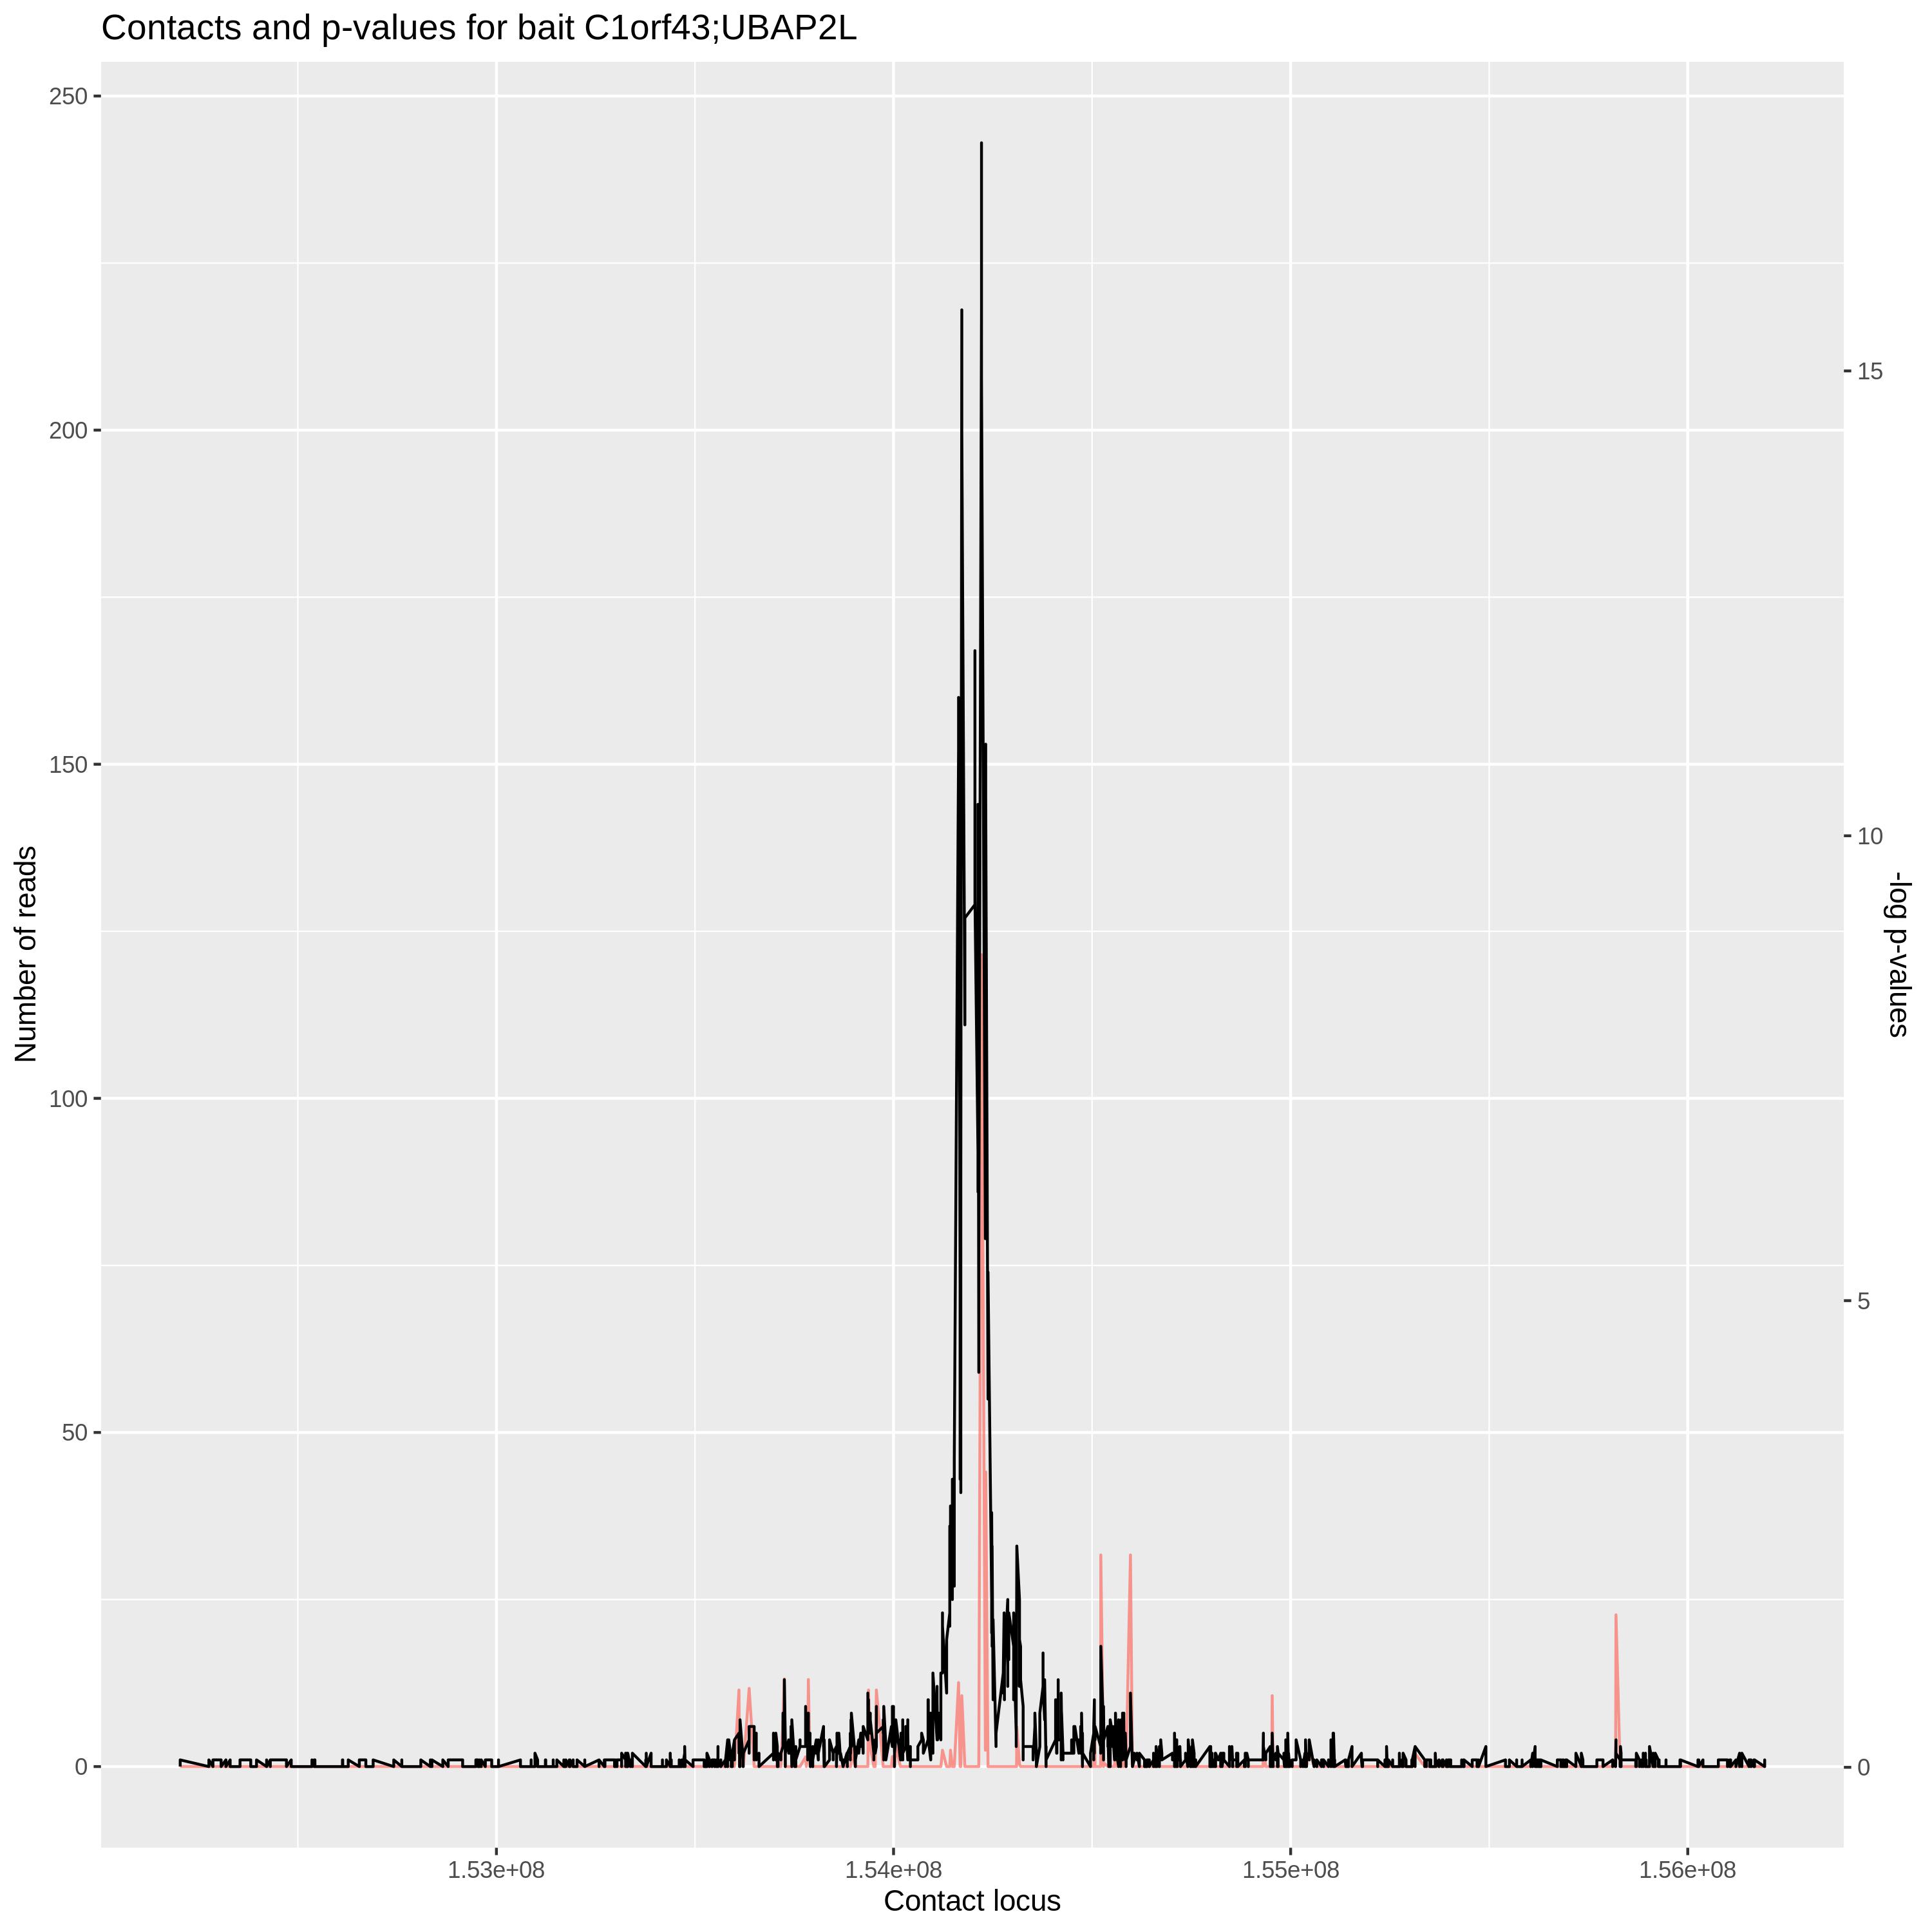 Contacts and p-values for bait C1orf43;UBAP2L
250
200
150
100
50
0
Number of reads
15
10
5
0
-log p-values
1.53e+08
1.54e+08
1.55e+08
1.56e+08
Contact locus